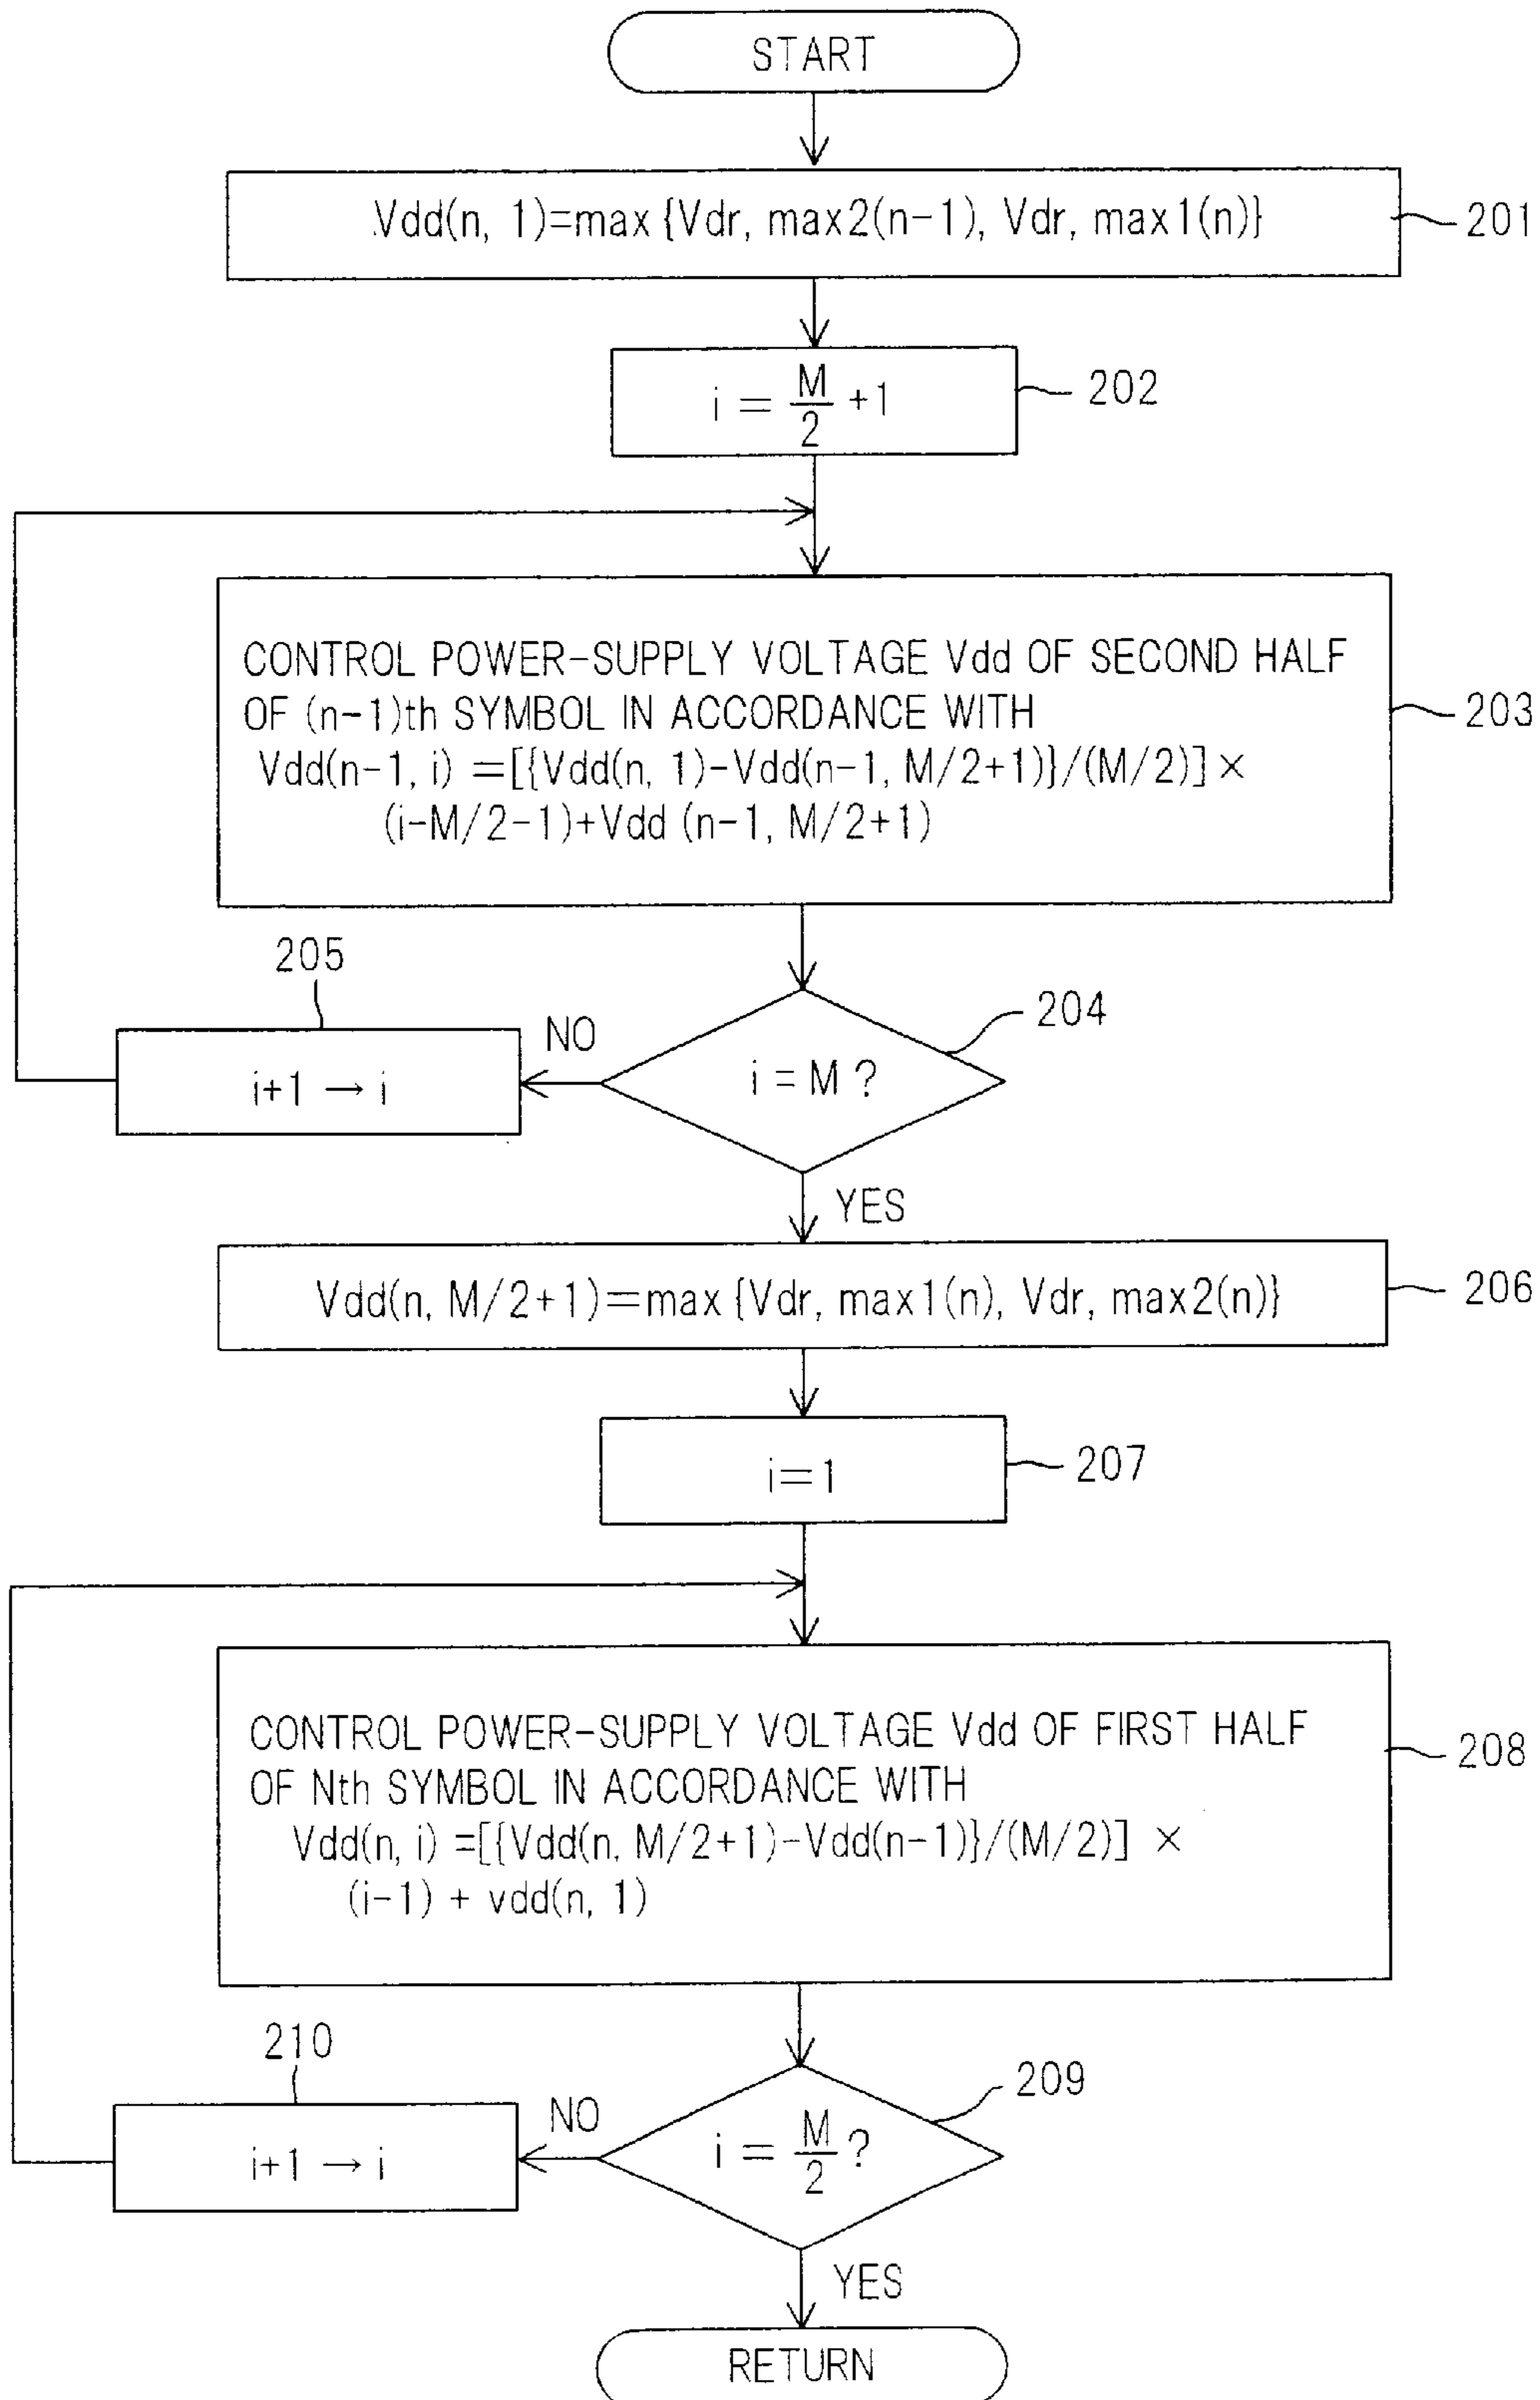 START
Vdd(n, 1)=max {Vdr, max2(n-1), Vdr, max1(n)}
201
i = M/2 +1
202
CONTROL POWER-SUPPLY VOLTAGE Vdd OF SECOND HALF
OF (n-1)th SYMBOL IN ACCORDANCE WITH
Vdd(n-1, i) =[{Vdd(n, 1)-Vdd(n-1, M/2+1)}/(M/2)] ×
(i-M/2-1)+Vdd (n-1, M/2+1)
203
205
204
NO
i+1 → i
i = M ?
YES
Vdd(n, M/2+1)=max {Vdr, max1(n), Vdr, max2(n)}
206
i=1
207
CONTROL POWER-SUPPLY VOLTAGE Vdd OF FIRST HALF
OF Nth SYMBOL IN ACCORDANCE WITH
Vdd(n, i) =[{Vdd(n, M/2+1)-Vdd(n-1)}/(M/2)] ×
(i-1) + vdd(n, 1)
208
210
209
NO
i+1 → i
i = M/2 ?
YES
RETURN